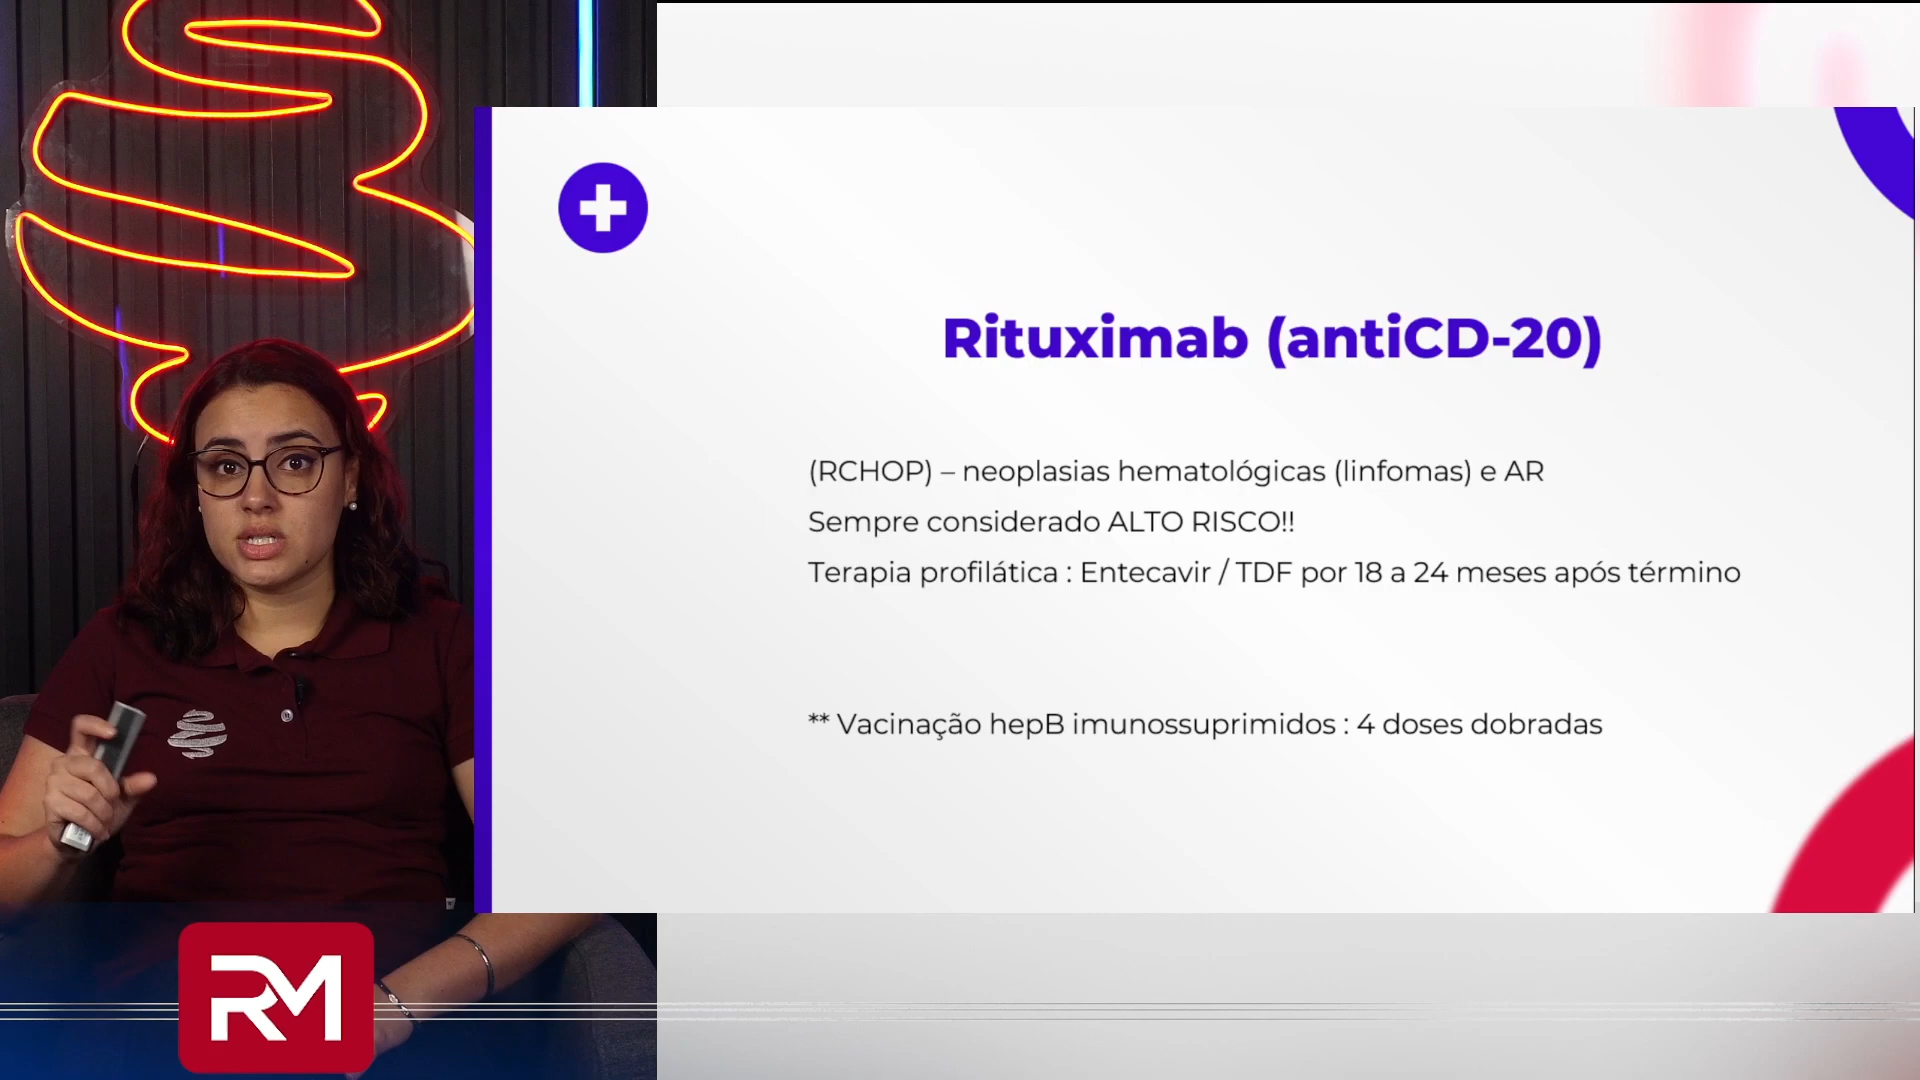 Rituximab (antiCD-20)
(RCHOP) – neoplasias hematológicas (linfomas) e AR
Sempre considerado ALTO RISCO!!
Terapia profilática : Entecavir / TDF por 18 a 24 meses após término
** Vacinação hepB imunossuprimidos : 4 doses dobradas
RM